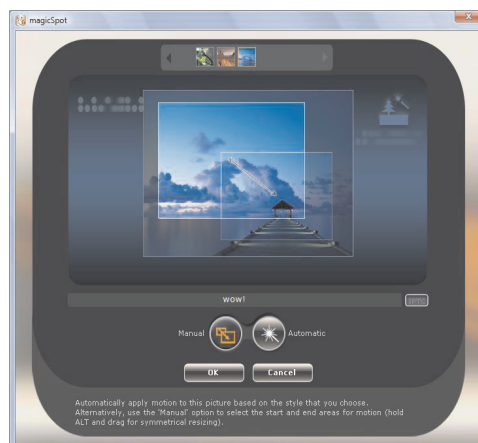 magicSpot
wow!
Manual
Automatic
OK
Cancel
Automatically apply motion to this picture based on the style that you choose.
Alternatively, use the 'Manual' option to select the start and end areas for motion (hold
ALT and drag for symmetrical resizing).